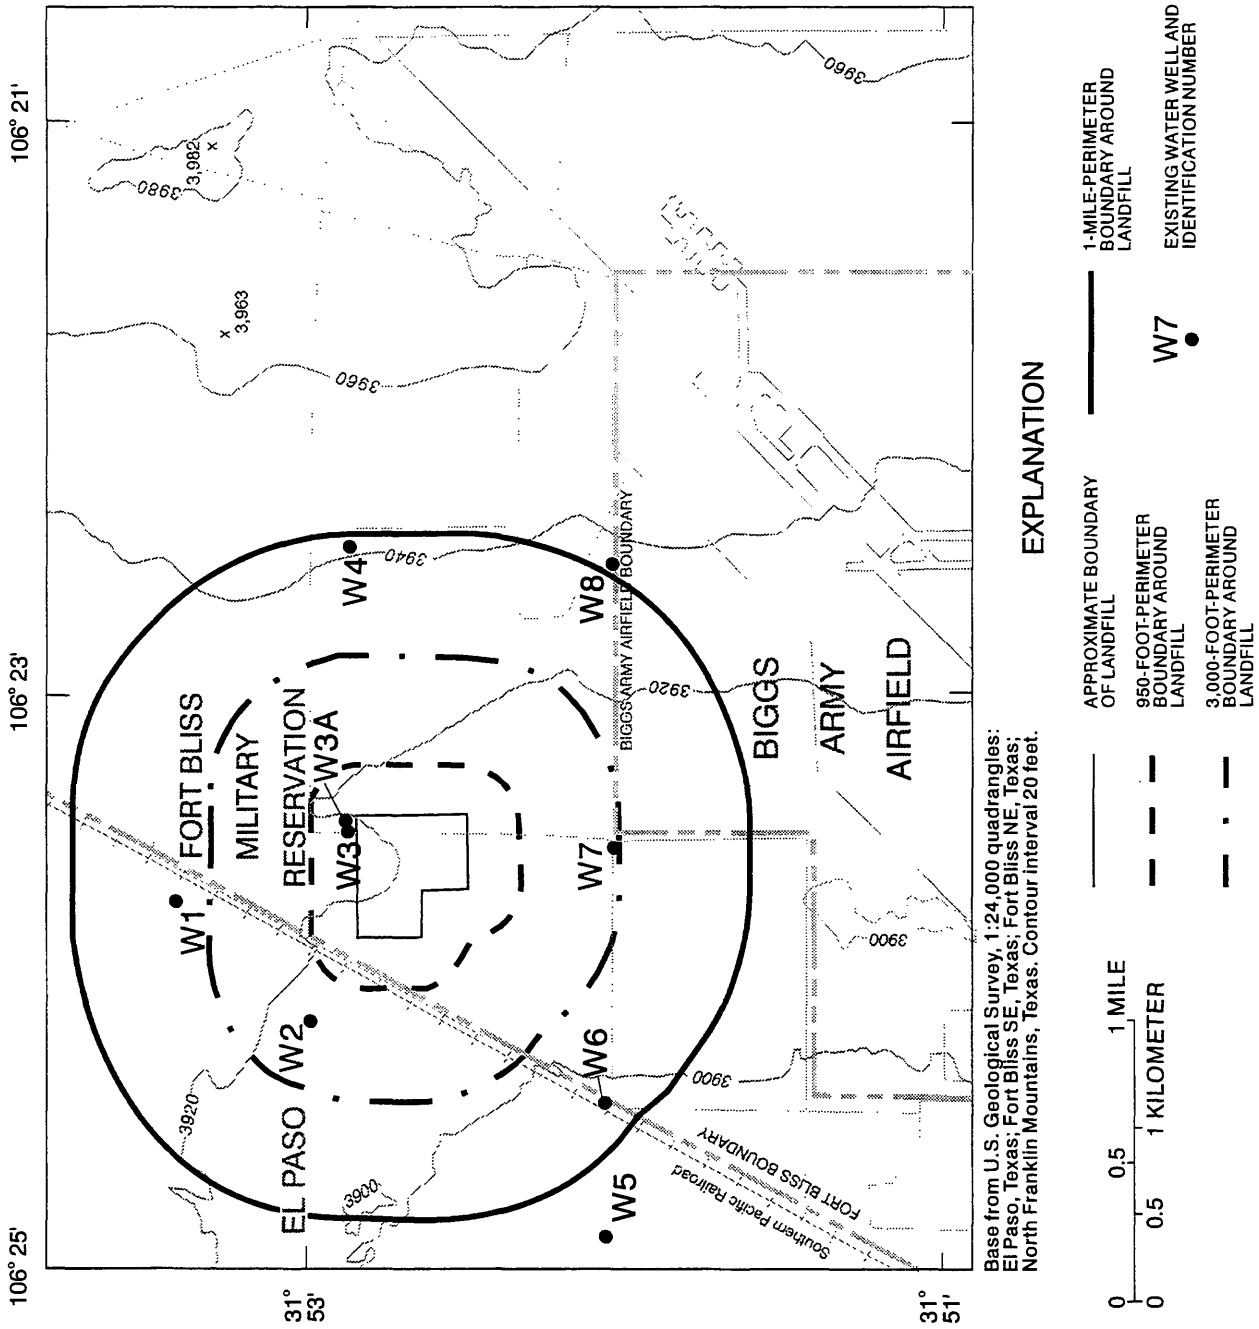 106° 25'
106° 23'
106° 21'
31°
53'
31°
51'
3,982
3980
3,963
3960
3960
3940
3920
3920
3900
3900
3900
W1
FORT BLISS
MILITARY
RESERVATION
W3A
W3
W2
W4
EL PASO
W5
W6
W7
W8
BIGGS ARMY AIRFIELD BOUNDARY
BIGGS
ARMY
AIRFIELD
FORT BLISS BOUNDARY
Southern Pacific Railroad
Base from U.S. Geological Survey, 1:24,000 quadrangles:
El Paso, Texas; Fort Bliss SE, Texas; Fort Bliss NE, Texas;
North Franklin Mountains, Texas. Contour interval 20 feet.
0 0.5 1 MILE
0 0.5 1 KILOMETER
EXPLANATION
APPROXIMATE BOUNDARY
OF LANDFILL
950-FOOT-PERIMETER
BOUNDARY AROUND
LANDFILL
3,000-FOOT-PERIMETER
BOUNDARY AROUND
LANDFILL
1-MILE-PERIMETER
BOUNDARY AROUND
LANDFILL
W7
EXISTING WATER WELL AND
IDENTIFICATION NUMBER